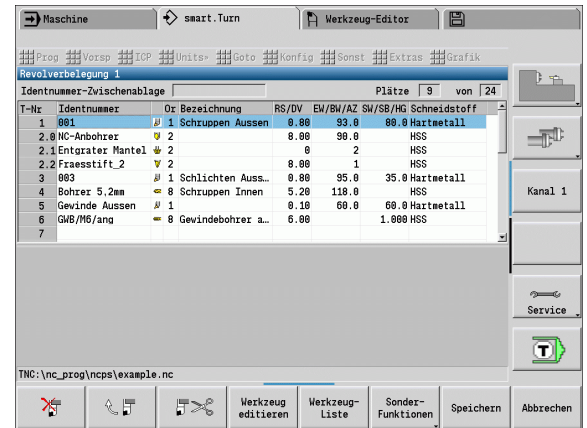 Maschine smart.Turn Werkzeug-Editor
Prog Vorsp ICP Units» Goto Konfig Sonst Extras Grafik
Revolverbelegung 1
Identnummer-Zwischenablage Plätze 9 von 24
T-Nr Identnummer Or Bezeichnung RS/DV EW/BW/AZ SW/SB/HG Schneidstoff
1 001 1 Schruppen Aussen 0.80 93.0 80.0 Hartmetall
2.0 NC-Anbohrer 2 8.00 90.0 HSS
2.1 Entgrater Mantel 2 0 2 HSS
2.2 Fraesstift_2 2 8.00 1 HSS
3 003 1 Schlichten Auss... 0.80 95.0 35.0 Hartmetall
4 Bohrer 5,2mm 8 Schruppen Innen 5.20 118.0 HSS
5 Gewinde Aussen 1 0.10 60.0 60.0 Hartmetall
6 GWB/M6/ang 8 Gewindebohrer a... 6.00 1.000 HSS
7
Kanal 1
Service
T
TNC:\nc_prog\ncps\example.nc
Werkzeug editieren
Werkzeug-Liste
Sonder-Funktionen
Speichern
Abbrechen